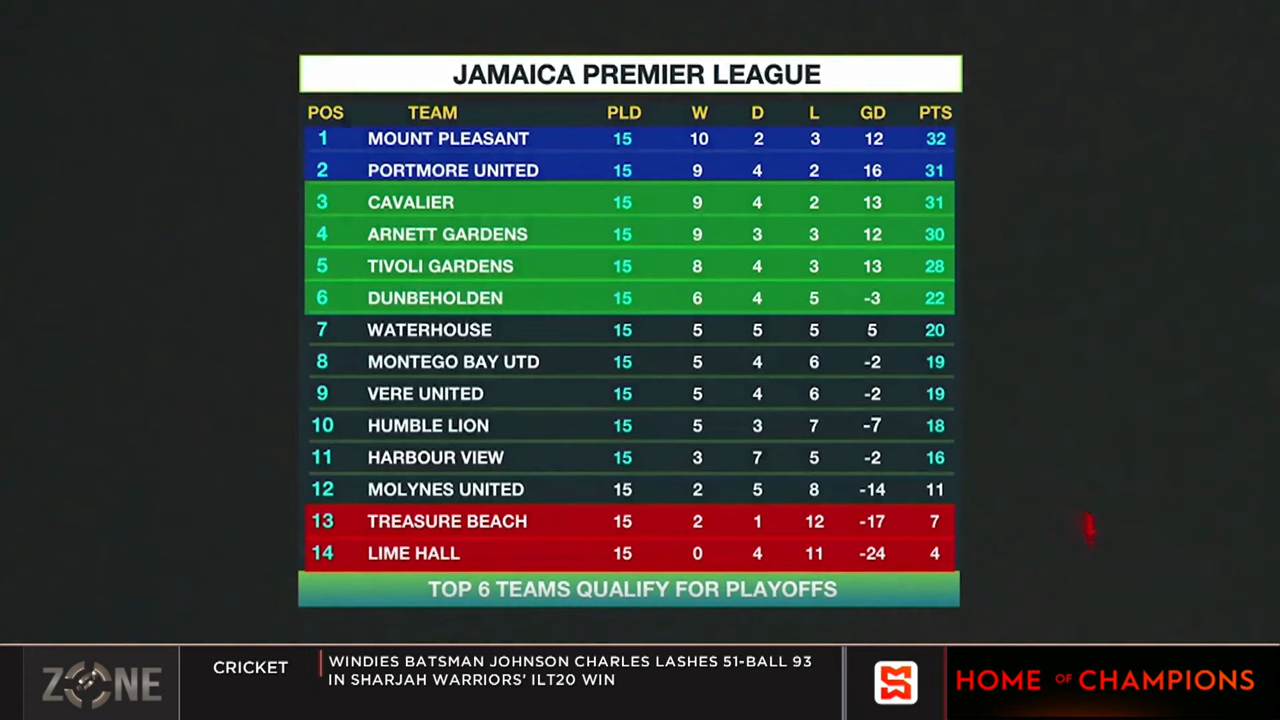 JAMAICA PREMIER LEAGUE
POS TEAM PLD W D L GD PTS
1 MOUNT PLEASANT 15 10 2 3 12 32
2 PORTMORE UNITED 15 9 4 2 16 31
3 CAVALIER 15 9 4 2 13 31
4 ARNETT GARDENS 15 9 3 3 12 30
5 TIVOLI GARDENS 15 8 4 3 13 28
6 DUNBEHOLDEN 15 6 4 5 -3 22
7 WATERHOUSE 15 5 5 5 5 20
8 MONTEGO BAY UTD 15 5 4 6 -2 19
9 VERE UNITED 15 5 4 6 -2 19
10 HUMBLE LION 15 5 3 7 -7 18
11 HARBOUR VIEW 15 3 7 5 -2 16
12 MOLYNES UNITED 15 2 5 8 -14 11
13 TREASURE BEACH 15 2 1 12 -17 7
14 LIME HALL 15 0 4 11 -24 4
TOP 6 TEAMS QUALIFY FOR PLAYOFFS
ZONE
CRICKET
WINDIES BATSMAN JOHNSON CHARLES LASHES 51-BALL 93
IN SHARJAH WARRIORS' ILT20 WIN
HOME OF CHAMPIONS